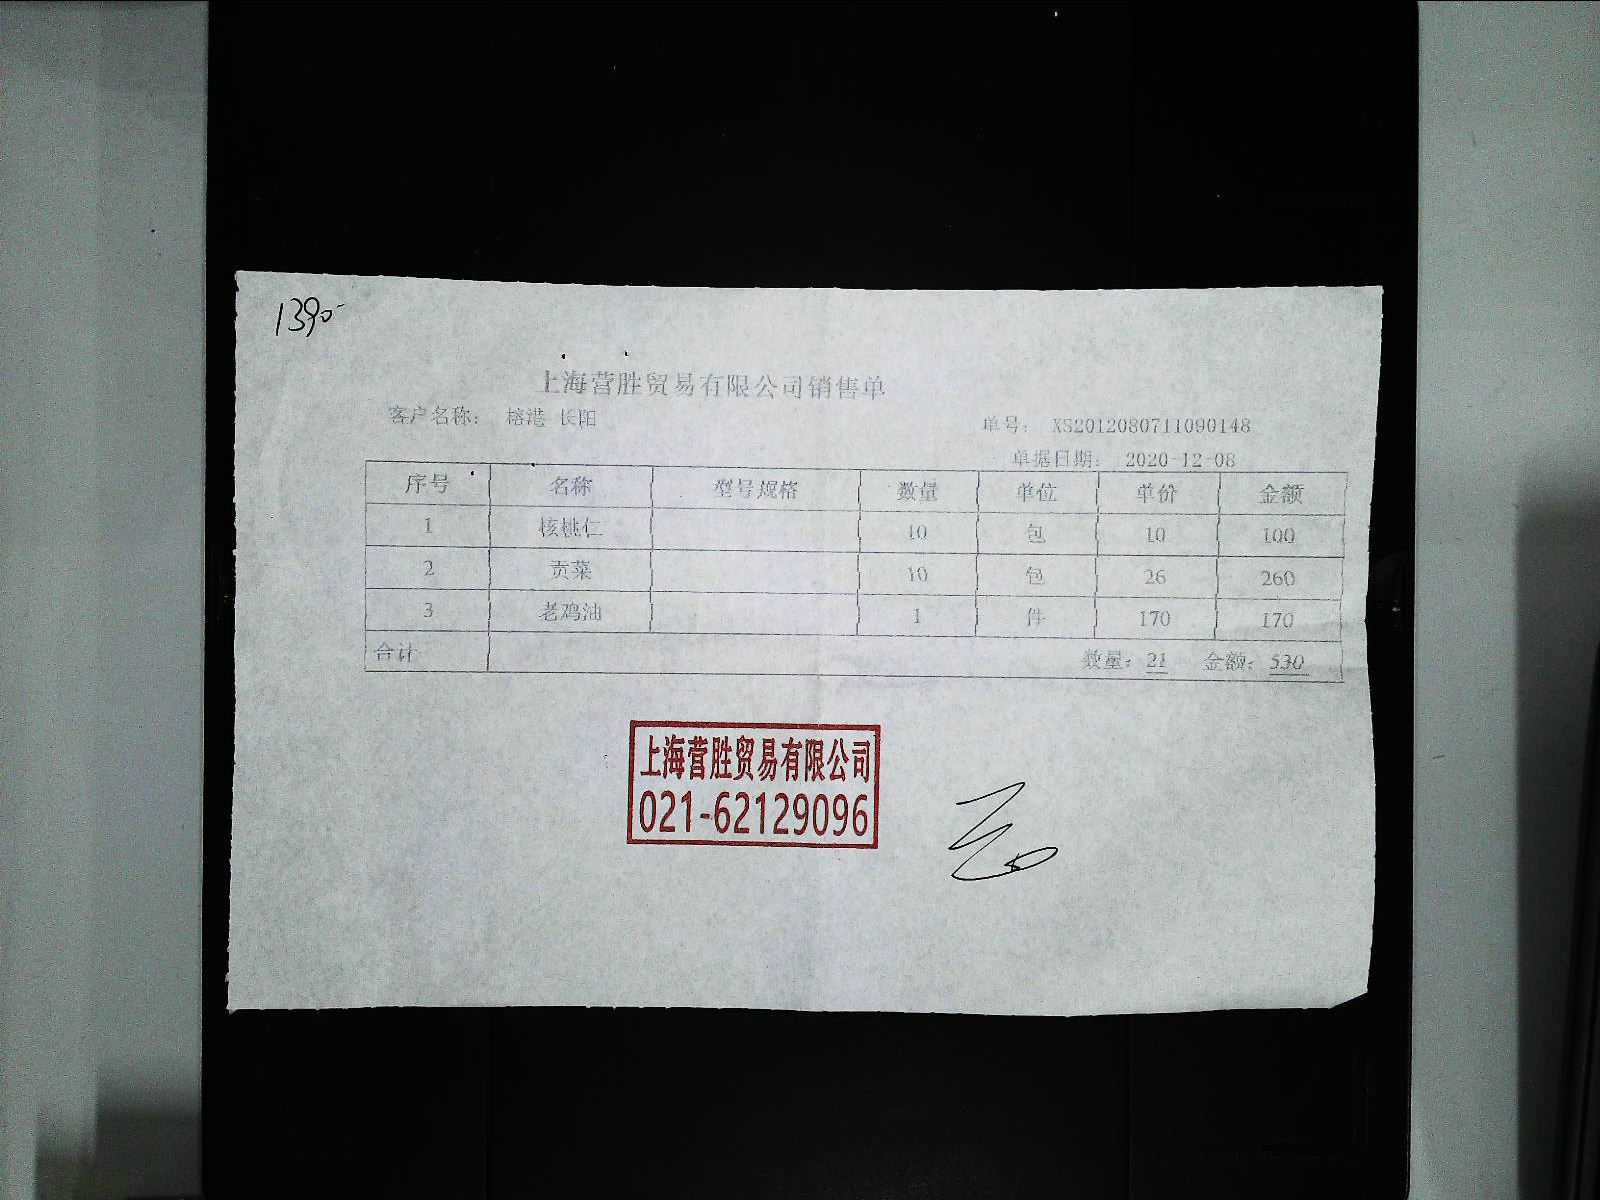 1390-
上海营胜贸易有限公司销售单
客户名称: 榕港 长阳 单号: XS2012080711090148
单据日期: 2020-12-08
序号 名称 型号规格 数量 单位 单价 金额
1 核桃仁 10 包 10 100
2 贡菜 10 包 26 260
3 老鸡油 1 件 170 170
合计 数量: 21 金额: 530
上海营胜贸易有限公司
021-62129096